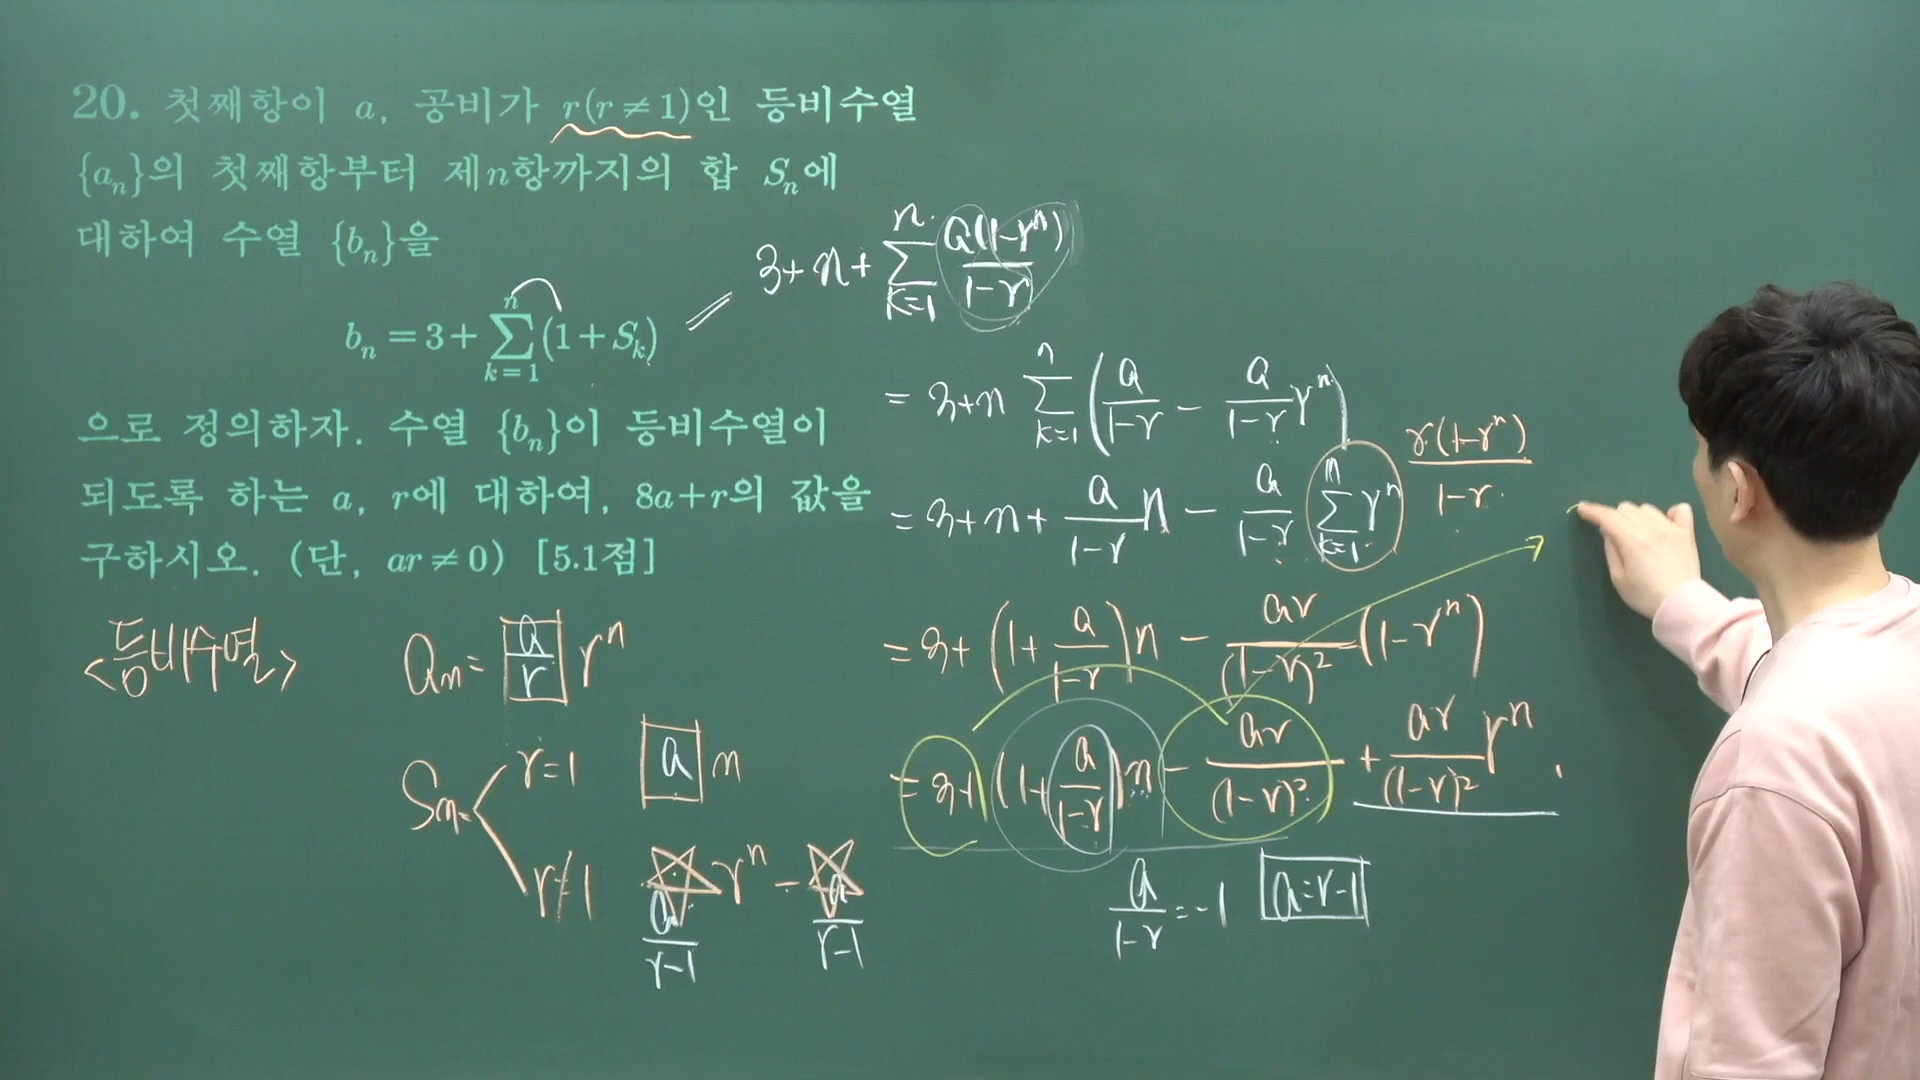 20. 첫째항이 a, 공비가 r(r≠1)인 등비수열
{aₙ}의 첫째항부터 제n항까지의 합 Sₙ에
대하여 수열 {bₙ}을
bₙ = 3 + ∑_{k=1}^{n} (1 + Sₖ)
으로 정의하자. 수열 {bₙ}이 등비수열이
되도록 하는 a, r에 대하여, 8a+r의 값을
구하시오. (단, ar≠0) [5.1점]
<등비수열> aₙ = a/r rⁿ
Sₙ= r=1 a n
r≠1 a/(r-1) rⁿ - a/(r-1)
3+n+ ∑_{k=1}^{n} a(1-rⁿ)/(1-r)
= 3+n ∑_{k=1}^{n} (a/(1-r) - a/(1-r) rⁿ)
= 3+n+ a/(1-r) n - a/(1-r) ∑_{k=1}^{n} rⁿ r(1-rⁿ)/(1-r)
= 3+ (1+ a/(1-r)) n - ar/(1-r)² (1-rⁿ)
= 3+ (1+ a/(1-r)) n - ar/(1-r)² + ar/(1-r)² rⁿ
a/(1-r) = -1 a=r-1